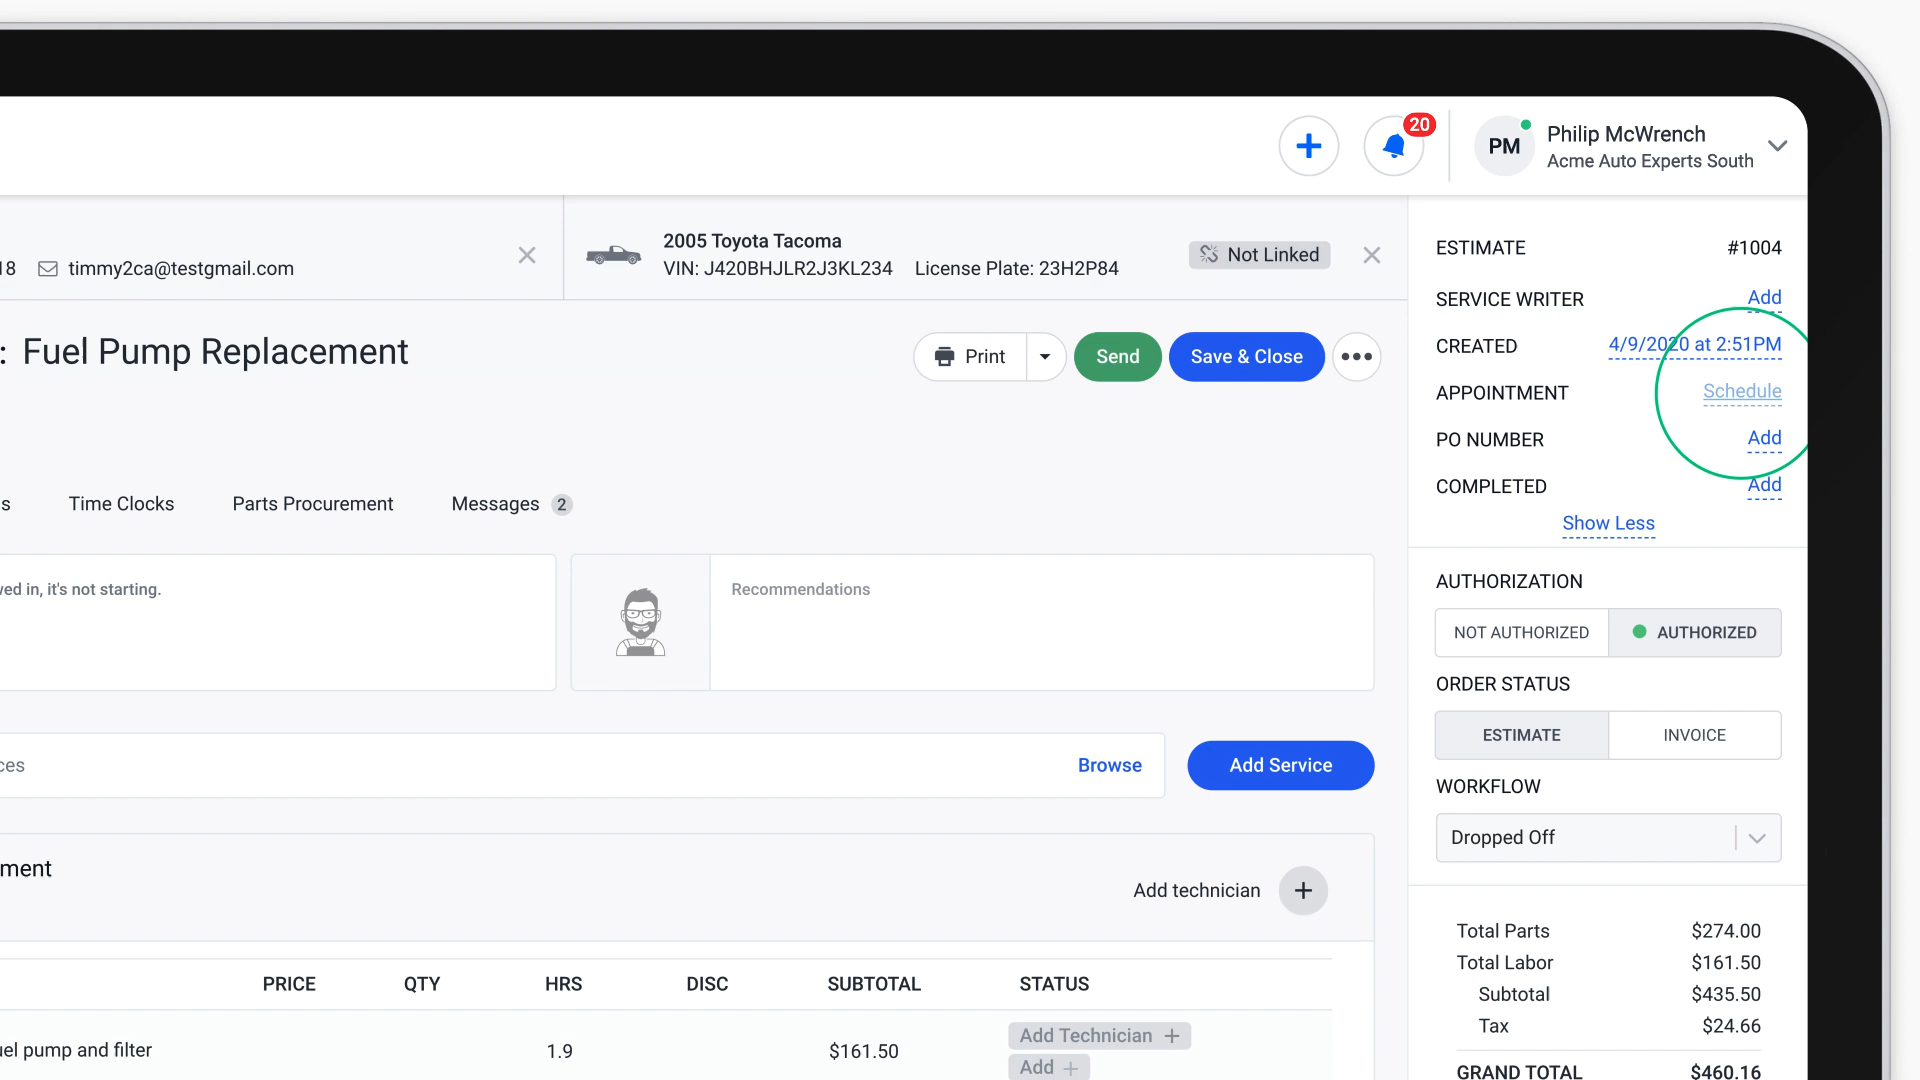 20
PM
Philip McWrench
Acme Auto Experts South
18 timmy2ca@testgmail.com
2005 Toyota Tacoma
VIN: J420BHJLR2J3KL234 License Plate: 23H2P84
Not Linked
: Fuel Pump Replacement
Print
Send
Save & Close
s Time Clocks Parts Procurement Messages 2
ved in, it's not starting.
Recommendations
ces
Browse
Add Service
ment
Add technician
PRICE QTY HRS DISC SUBTOTAL STATUS
uel pump and filter 1.9 $161.50
Add Technician +
Add +
ESTIMATE #1004
SERVICE WRITER Add
CREATED 4/9/2020 at 2:51PM
APPOINTMENT Schedule
PO NUMBER Add
COMPLETED Add
Show Less
AUTHORIZATION
NOT AUTHORIZED AUTHORIZED
ORDER STATUS
ESTIMATE INVOICE
WORKFLOW
Dropped Off
Total Parts $274.00
Total Labor $161.50
Subtotal $435.50
Tax $24.66
GRAND TOTAL $460.16